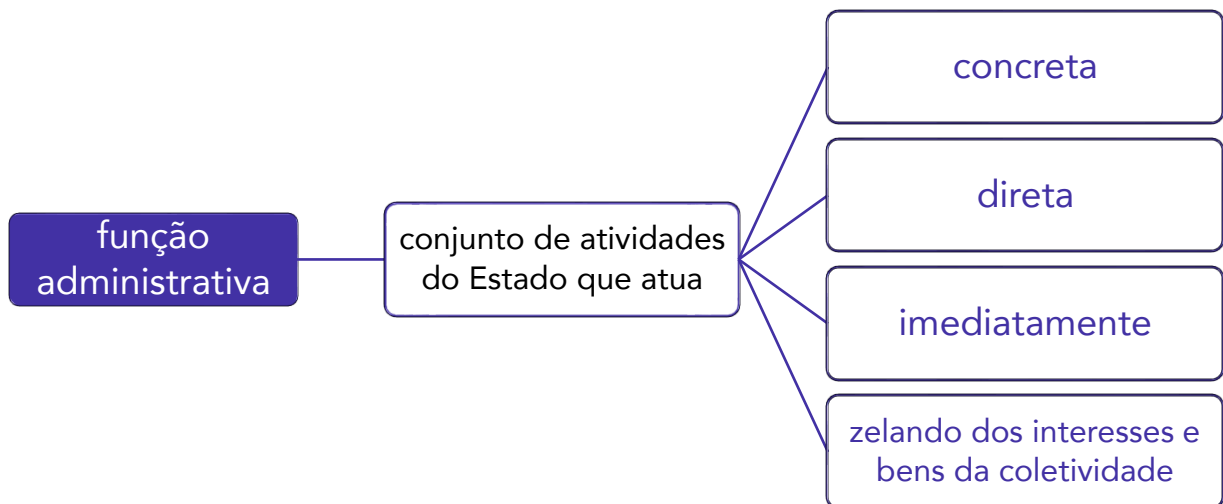 função
administrativa
conjunto de atividades
do Estado que atua
concreta
direta
imediatamente
zelando dos interesses e
bens da coletividade